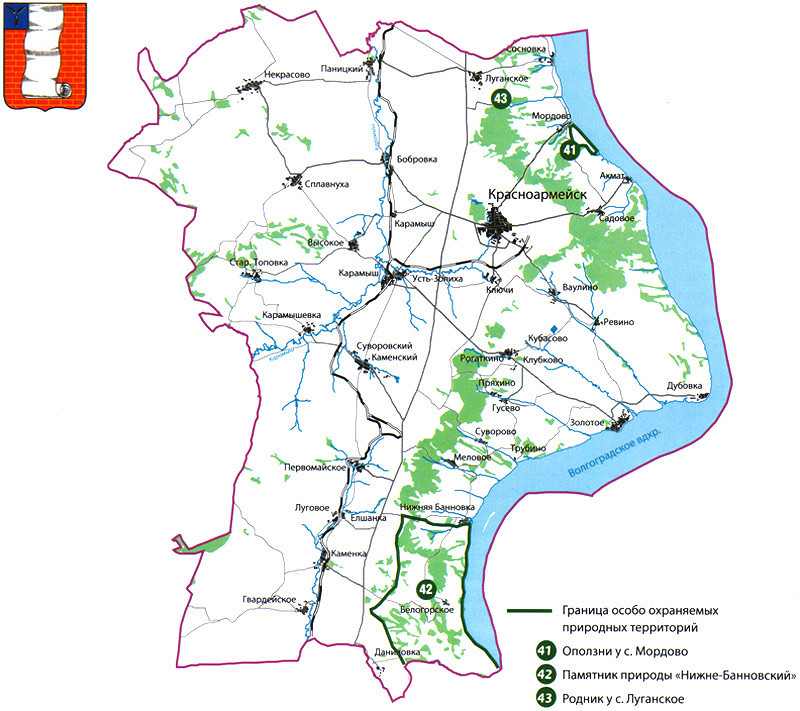 Сосновка
Паницкий
Луганское
Некрасово
43
Мордово
41
Бобровка
Акмат
Сплавнуха
Красноармейск
Садовое
Карамыш
Высокое
Стар. Топовка
Карамыш
Усть-Золиха
Ключи
Ваулино
Карамышевка
Ревино
Кубасово
Суворовский
Каменский
Рогаткино
Клубково
Пряхино
Дубовка
Гусево
Золотое
Суворово
Трубино
Волгоградское вдхр.
Меловое
Первомайское
Нижняя Банновка
Луговое
Елшанка
Каменка
42
Гвардейское
Белогорское
Даниловка
Граница особо охраняемых
природных территорий
41 Оползни у с. Мордово
42 Памятник природы «Нижне-Банновский»
43 Родник у с. Луганское